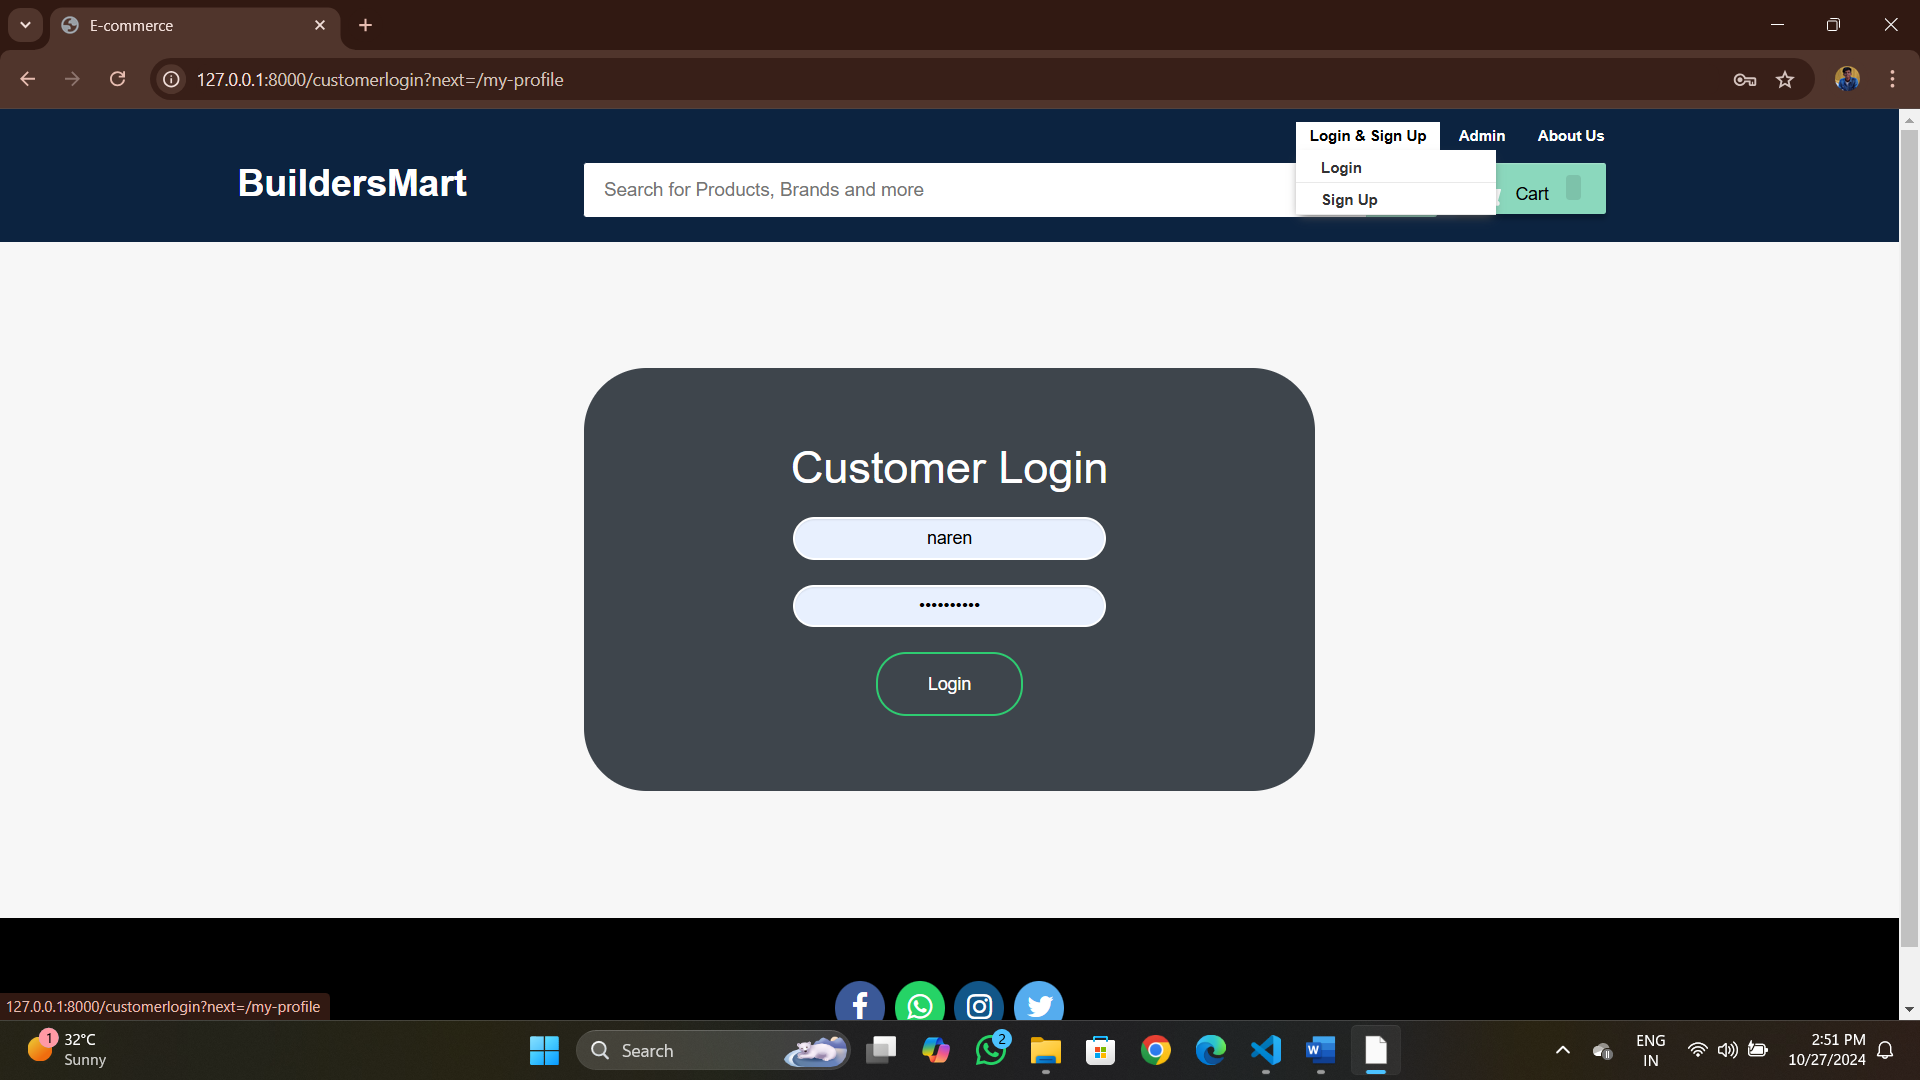 E-commerce
127.0.0.1:8000/customerlogin?next=/my-profile
Login & Sign Up Admin About Us
BuildersMart
Search for Products, Brands and more
Login
Sign Up
Cart
Customer Login
naren
••••••••••
Login
127.0.0.1:8000/customerlogin?next=/my-profile
1
32°C
Sunny
Search
2
W
ENG
IN
2:51 PM
10/27/2024